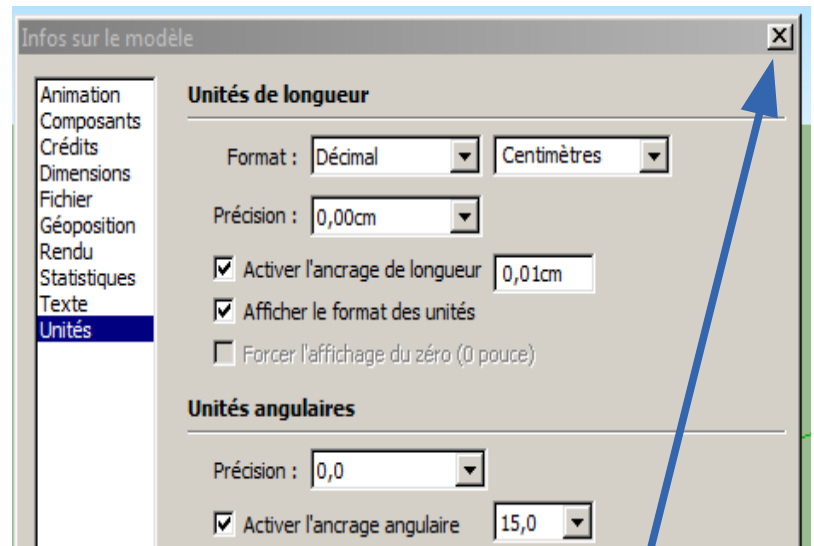 Infos sur le modèle
Animation
Composants
Crédits
Dimensions
Fichier
Géoposition
Rendu
Statistiques
Texte
Unités
Unités de longueur
Format : Décimal Centimètres
Précision : 0,00cm
Activer l'ancrage de longueur 0,01cm
Afficher le format des unités
Forcer l'affichage du zéro (0 pouce)
Unités angulaires
Précision : 0,0
Activer l'ancrage angulaire 15,0